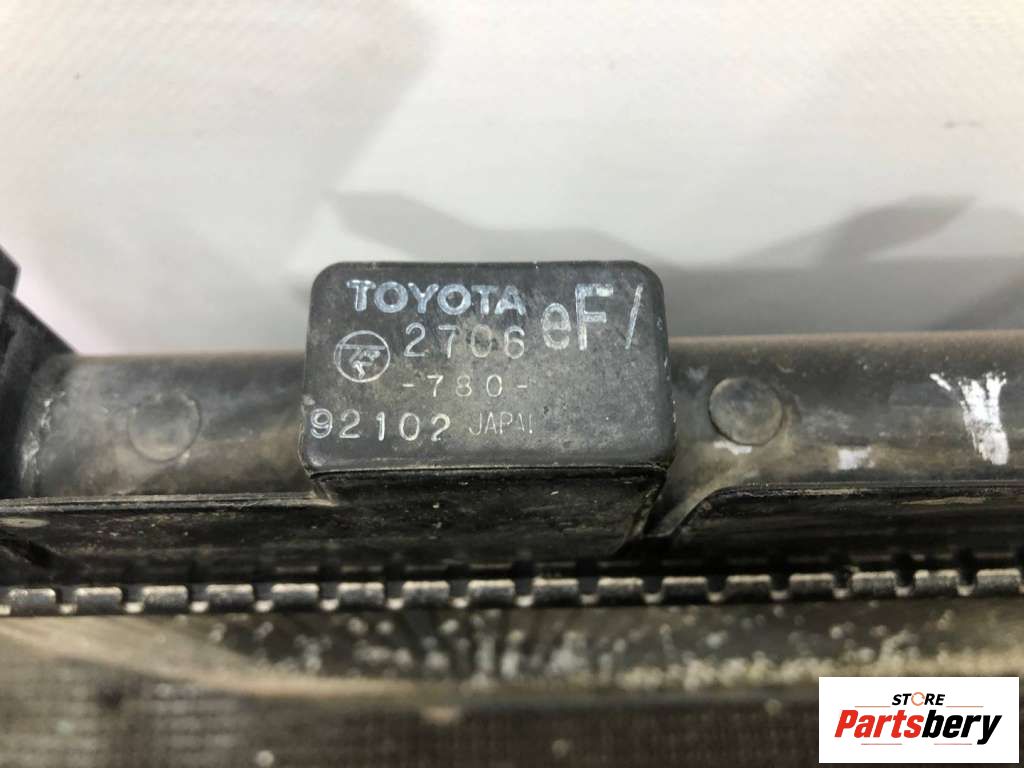 TOYOTA
2706 eF/
-780-
92102 JAPAN
STORE
Partsbery